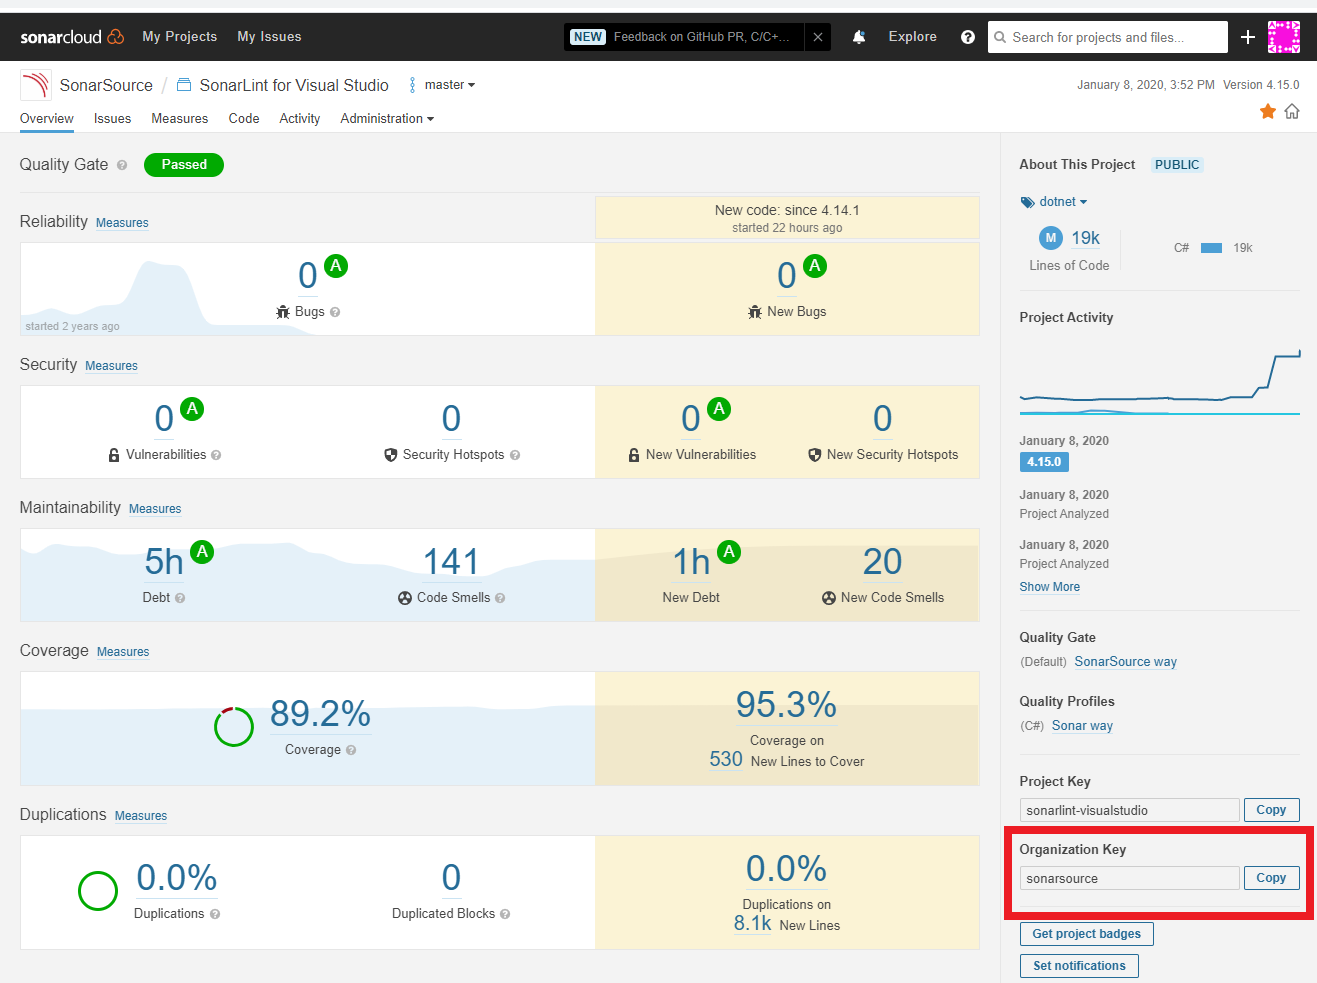 sonarcloud My Projects My Issues NEW Feedback on GitHub PR, C/C+... Explore Search for projects and files...
SonarSource / SonarLint for Visual Studio master
January 8, 2020, 3:52 PM Version 4.15.0
Overview Issues Measures Code Activity Administration
Quality Gate Passed
Reliability Measures
New code: since 4.14.1
started 22 hours ago
0 A
Bugs
started 2 years ago
0 A
New Bugs
Security Measures
0 A
Vulnerabilities
0
Security Hotspots
0 A
New Vulnerabilities
0
New Security Hotspots
Maintainability Measures
5h A
Debt
141
Code Smells
1h A
New Debt
20
New Code Smells
Coverage Measures
89.2%
Coverage
95.3%
Coverage on
530 New Lines to Cover
Duplications Measures
0.0%
Duplications
0
Duplicated Blocks
0.0%
Duplications on
8.1k New Lines
About This Project PUBLIC
dotnet
M 19k
Lines of Code
C# 19k
Project Activity
January 8, 2020
4.15.0
January 8, 2020
Project Analyzed
January 8, 2020
Project Analyzed
Show More
Quality Gate
(Default) SonarSource way
Quality Profiles
(C#) Sonar way
Project Key
sonarlint-visualstudio Copy
Organization Key
sonarsource Copy
Get project badges
Set notifications